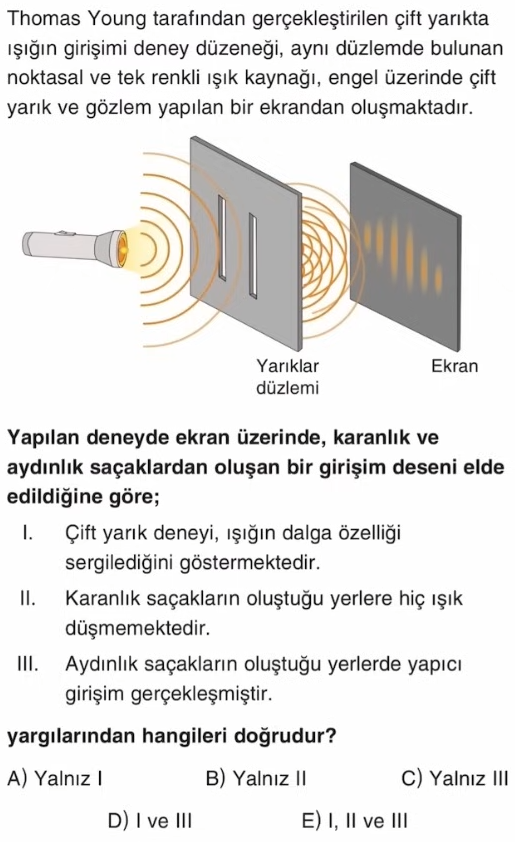 Thomas Young tarafından gerçekleştirilen çift yarıkta
ışığın girişimi deney düzeneği, aynı düzlemde bulunan
noktasal ve tek renkli ışık kaynağı, engel üzerinde çift
yarık ve gözlem yapılan bir ekrandan oluşmaktadır.
Yarıklar
düzlemi
Ekran
Yapılan deneyde ekran üzerinde, karanlık ve
aydınlık saçaklardan oluşan bir girişim deseni elde
edildiğine göre;
I. Çift yarık deneyi, ışığın dalga özelliği
sergilediğini göstermektedir.
II. Karanlık saçakların oluştuğu yerlere hiç ışık
düşmemektedir.
III. Aydınlık saçakların oluştuğu yerlerde yapıcı
girişim gerçekleşmiştir.
yargılarından hangileri doğrudur?
A) Yalnız I B) Yalnız II C) Yalnız III
D) I ve III E) I, II ve III